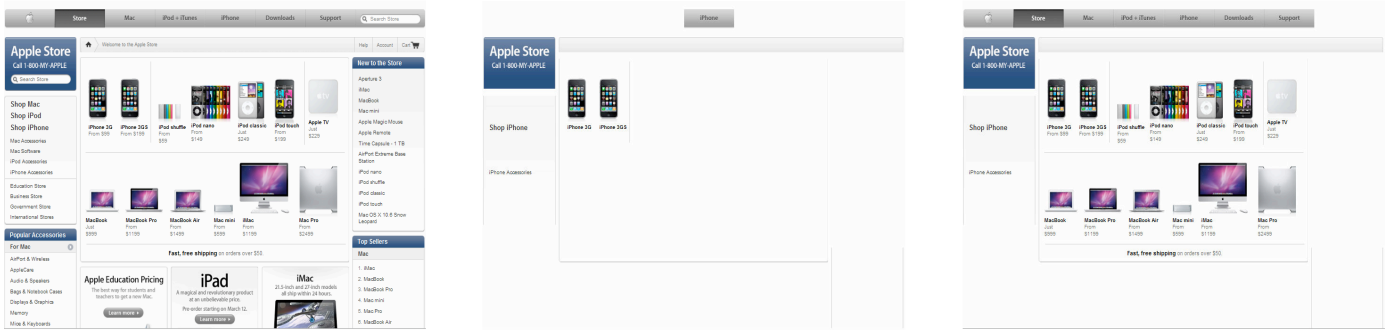 Store Mac iPod + iTunes iPhone Downloads Support Search Store
Welcome to the Apple Store Help Account Cart
Apple Store
Call 1-800-MY-APPLE
Search Store
Shop Mac
Shop iPod
Shop iPhone
Mac Accessories
Mac Software
iPod Accessories
iPhone Accessories
Education Store
Business Store
Government Store
International Stores
Popular Accessories
For Mac
AirPort & Wireless
AppleCare
Audio & Speakers
Bags & Notebook Cases
Displays & Graphics
Memory
Mice & Keyboards
iPhone 3G
From $99
iPhone 3GS
From $199
iPod shuffle
From
$59
iPod nano
From
$149
iPod classic
Just
$249
iPod touch
From
$199
Apple TV
Just
$229
MacBook
Just
$999
MacBook Pro
From
$1199
MacBook Air
From
$1499
Mac mini
From
$599
iMac
From
$1199
Mac Pro
From
$2499
Fast, free shipping on orders over $50.
Apple Education Pricing
The best way for students and
teachers to get a new Mac.
Learn more
iPad
A magical and revolutionary product
at an unbelievable price.
Pre-order starting on March 12.
Learn more
iMac
21.5-inch and 27-inch models
all ship within 24 hours.
New to the Store
Aperture 3
iMac
MacBook
Mac mini
Apple Magic Mouse
Apple Remote
Time Capsule - 1 TB
AirPort Extreme Base
Station
iPod nano
iPod shuffle
iPod classic
iPod touch
Mac OS X 10.6 Snow
Leopard
Top Sellers
Mac
1. iMac
2. MacBook
3. MacBook Pro
4. Mac mini
5. Mac Pro
6. MacBook Air
iPhone
Apple Store
Call 1-800-MY-APPLE
Shop iPhone
iPhone Accessories
iPhone 3G
iPhone 3GS
Store Mac iPod + iTunes iPhone Downloads Support
Apple Store
Call 1-800-MY-APPLE
Shop iPhone
iPhone Accessories
iPhone 3G
From $99
iPhone 3GS
From $199
iPod shuffle
From
$59
iPod nano
From
$149
iPod classic
Just
$249
iPod touch
From
$199
Apple TV
Just
$229
MacBook
Just
$999
MacBook Pro
From
$1199
MacBook Air
From
$1499
Mac mini
From
$599
iMac
From
$1199
Mac Pro
From
$2499
Fast, free shipping on orders over $50.